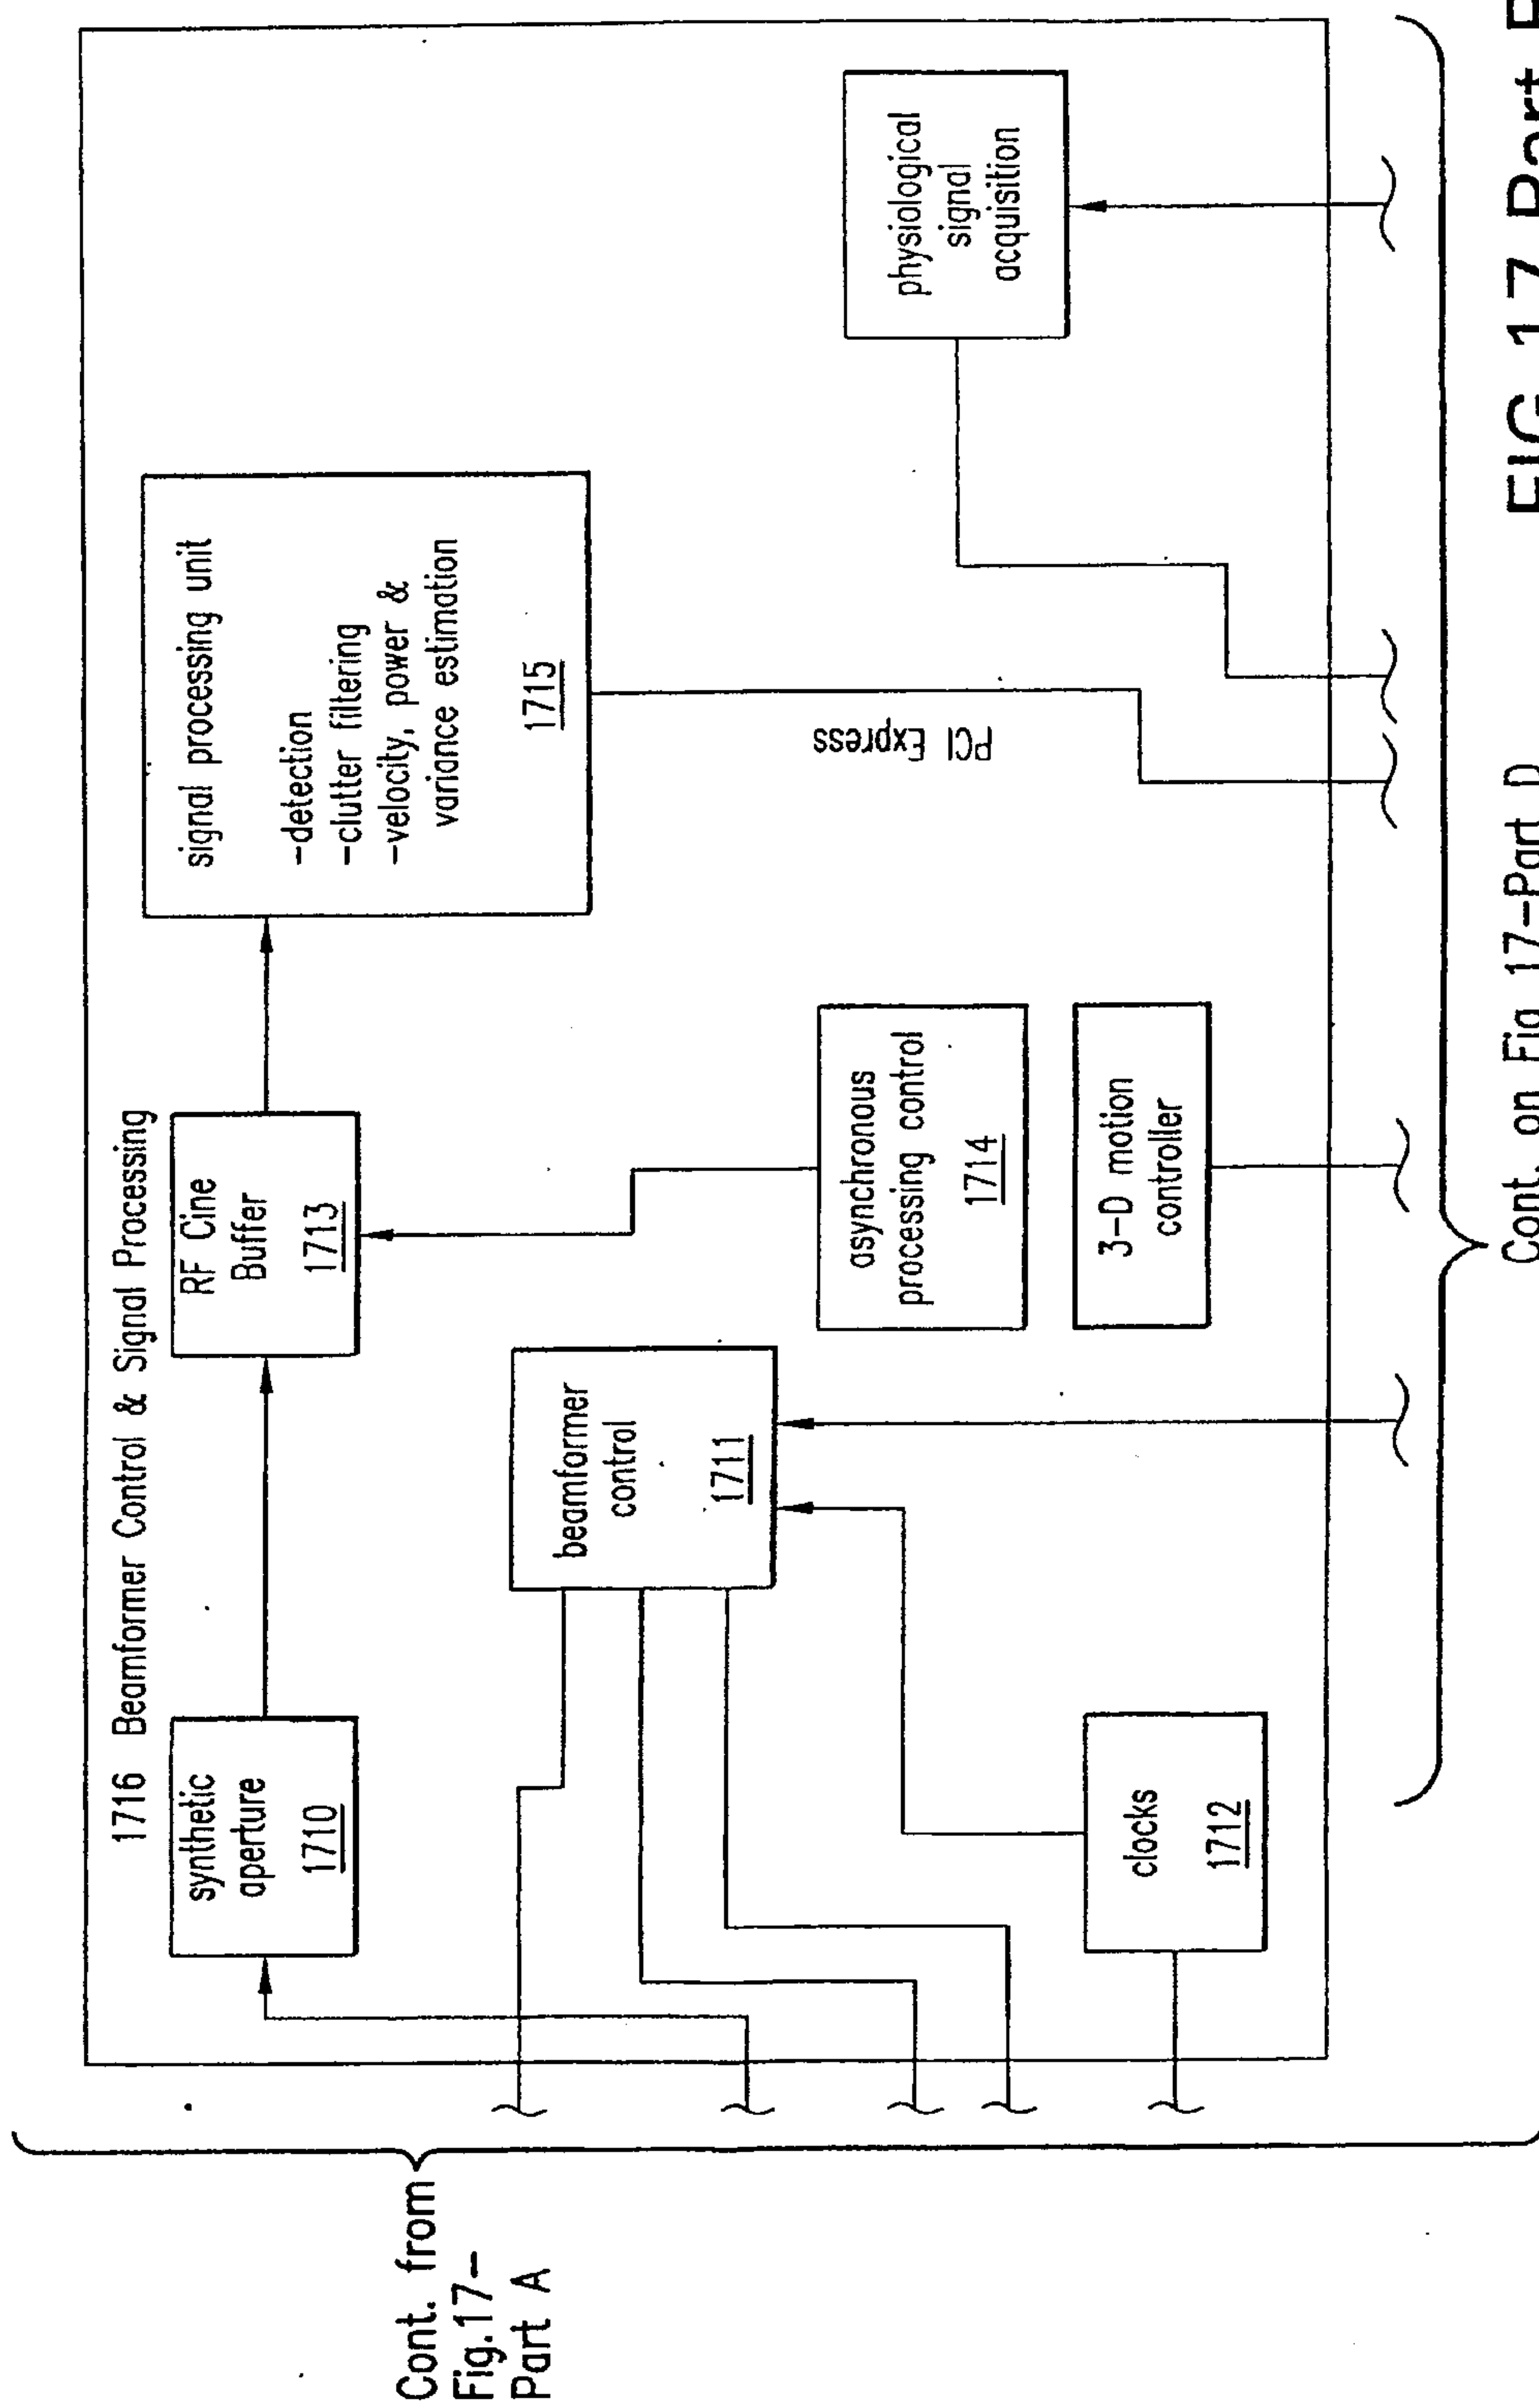 1716 Beamformer Control & Signal Processing
synthetic
aperture
1710
RF Cine
Buffer
1713
signal processing unit
-detection
-clutter filtering
-velocity, power &
variance estimation
1715
beamformer
control
1711
asynchronous
processing control
1714
3-D motion
controller
clocks
1712
PCI Express
physiological
signal
acquisition
Cont. from
Fig.17-
Part A
Cont. on Fig 17-Part D
FIG.17 Part